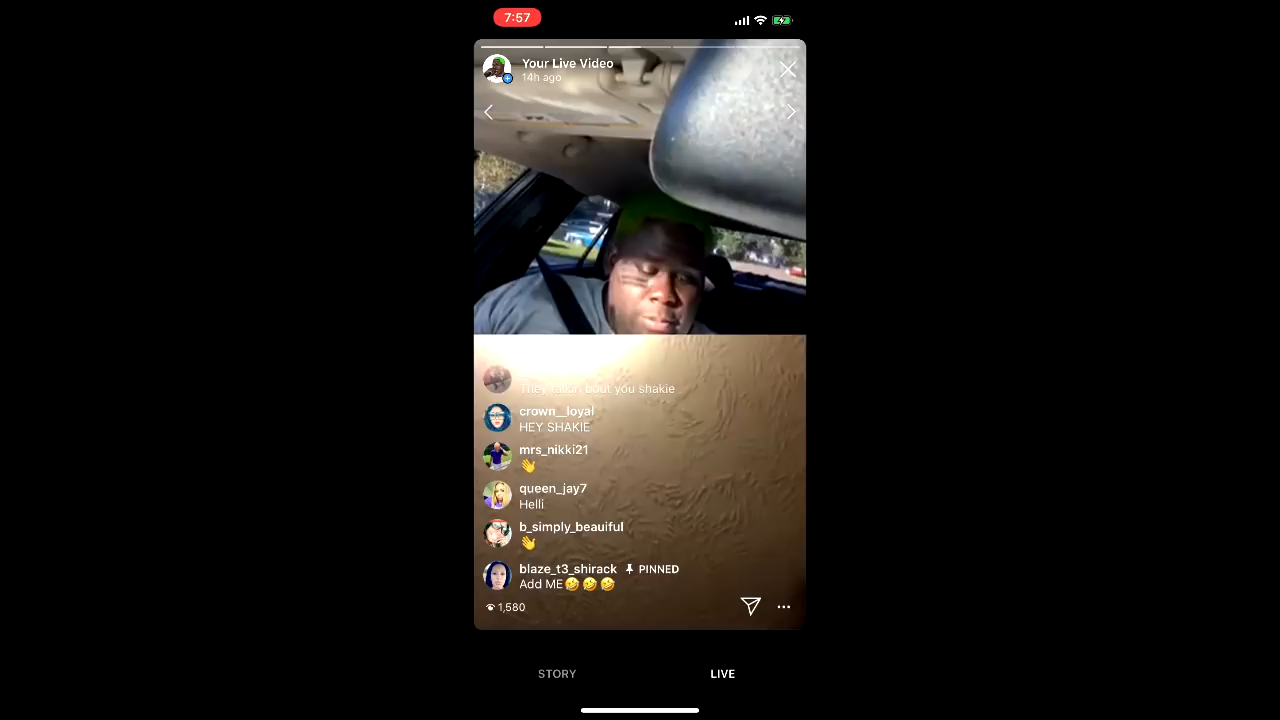 7:57
Your Live Video
14h ago
They talkin bout you shakie
crown__loyal
HEY SHAKIE
mrs_nikki21
👋
queen_jay7
Helli
b_simply_beauiful
👋
blaze_t3_shirack PINNED
Add ME🤣🤣🤣
1,580
STORY LIVE